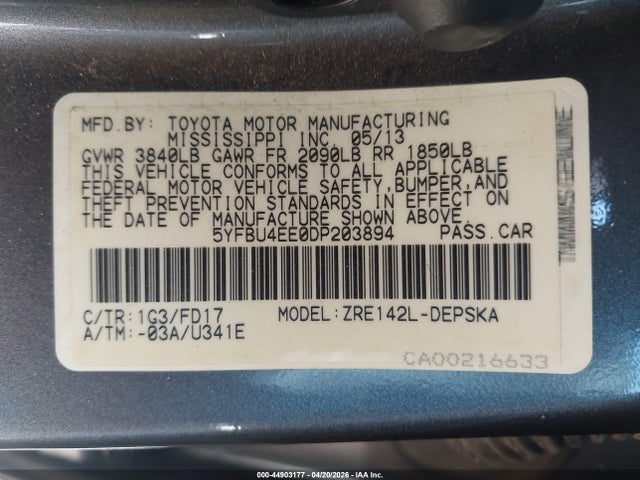 MFD.BY: TOYOTA MOTOR MANUFACTURING
MISSISSIPPI INC. 05/13
GVWR 3840LB GAWR FR 2090LB RR 1850LB
THIS VEHICLE CONFORMS TO ALL APPLICABLE
FEDERAL MOTOR VEHICLE SAFETY,BUMPER,AND
THEFT PREVENTION STANDARDS IN EFFECT ON
THE DATE OF MANUFACTURE SHOWN ABOVE.
5YFBU4EE0DP203894 PASS.CAR
C/TR:1G3/FD17 MODEL:ZRE142L-DEPSKA
A/TM:-03A/U341E
CA00216633
000-44903177 - 04/20/2026 - IAA Inc.